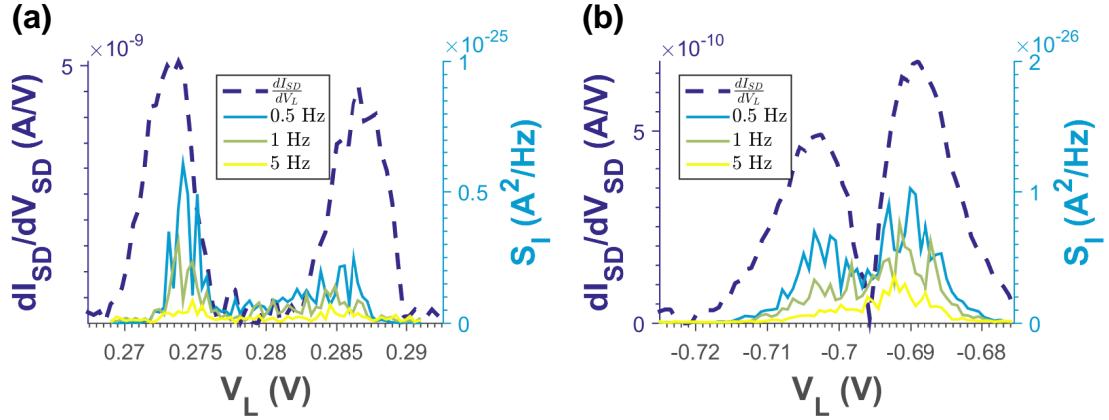 (a)
×10^-9
5
0
dI_SD/dV_SD (A/V)
0.27
0.275
0.28
0.285
0.29
V_L (V)
dI_SD
dV_L
0.5 Hz
1 Hz
5 Hz
×10^-25
1
0.5
0
S_I (A^2/Hz)
(b)
×10^-10
5
0
dI_SD/dV_SD (A/V)
-0.72
-0.71
-0.7
-0.69
-0.68
V_L (V)
dI_SD
dV_L
0.5 Hz
1 Hz
5 Hz
×10^-26
2
1
0
S_I (A^2/Hz)